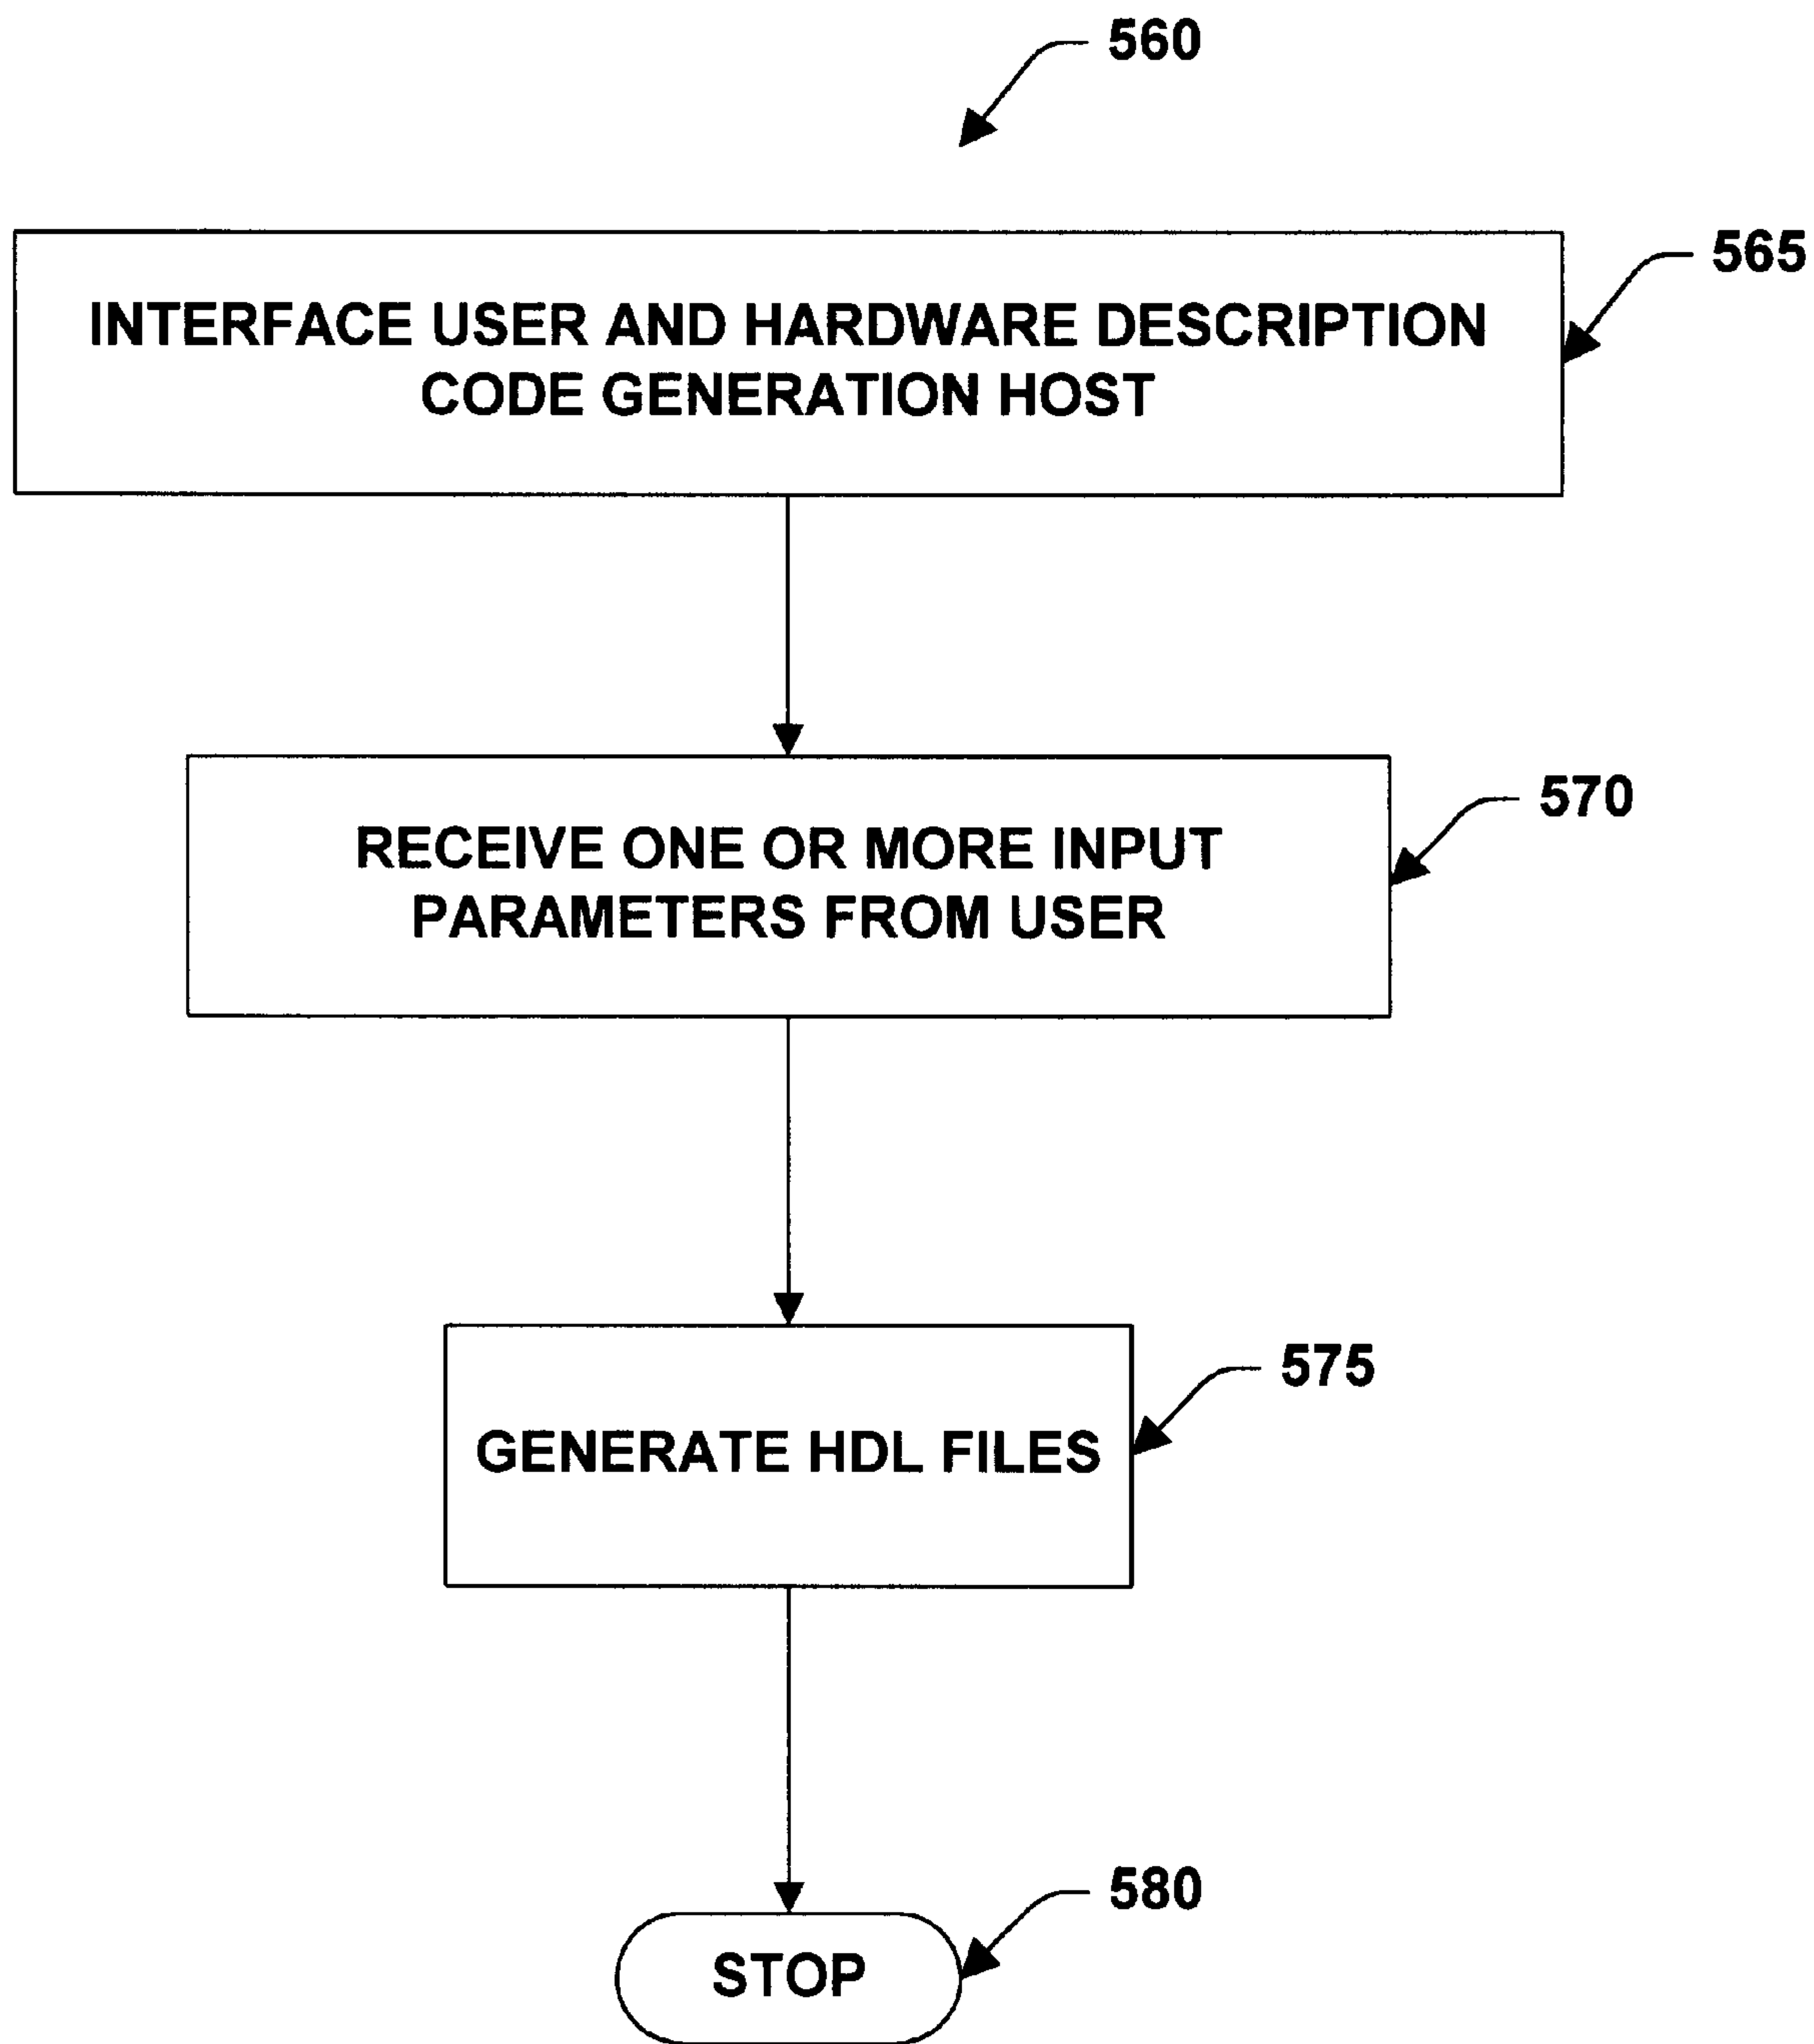 560
565
INTERFACE USER AND HARDWARE DESCRIPTION
CODE GENERATION HOST
570
RECEIVE ONE OR MORE INPUT
PARAMETERS FROM USER
575
GENERATE HDL FILES
580
STOP